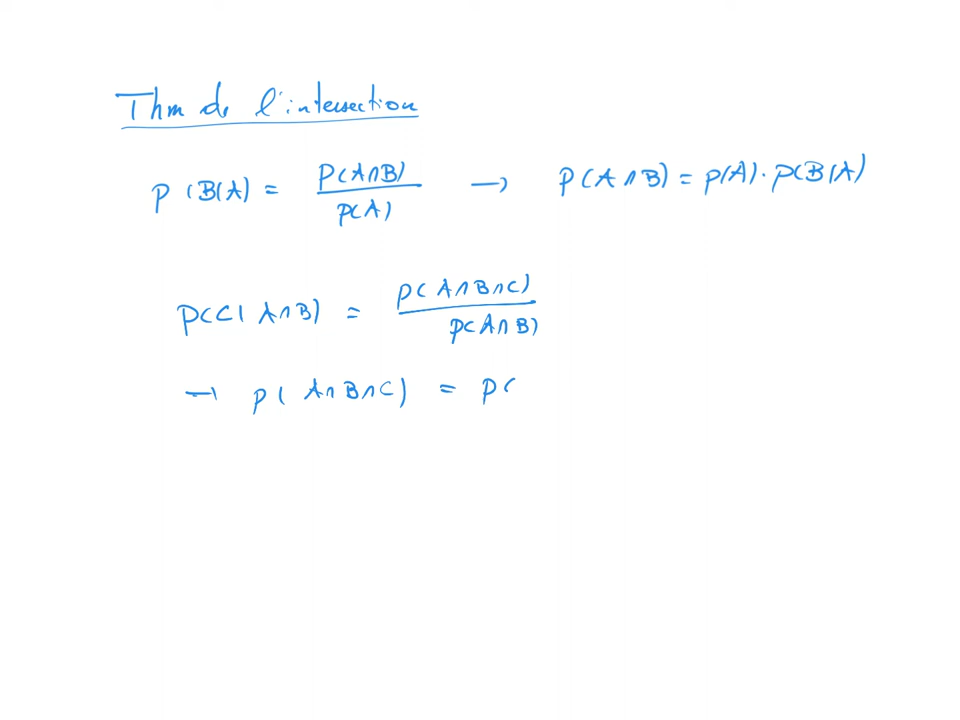 Thm de l'intersection
P(B|A) = P(A∩B) / P(A) → P(A∩B) = P(A) · P(B|A)
P(C|A∩B) = P(A∩B∩C) / P(A∩B)
→ P(A∩B∩C) = P(